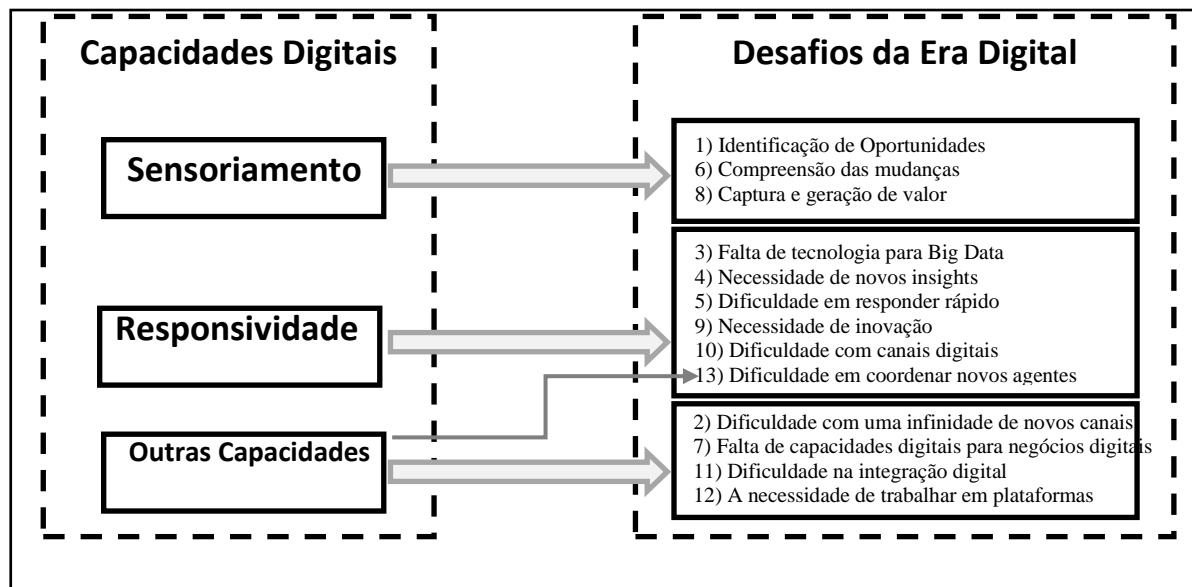 Capacidades Digitais
Sensoriamento
Responsividade
Outras Capacidades
Desafios da Era Digital
1) Identificação de Oportunidades
6) Compreensão das mudanças
8) Captura e geração de valor
3) Falta de tecnologia para Big Data
4) Necessidade de novos insights
5) Dificuldade em responder rápido
9) Necessidade de inovação
10) Dificuldade com canais digitais
13) Dificuldade em coordenar novos agentes
2) Dificuldade com uma infinidade de novos canais
7) Falta de capacidades digitais para negócios digitais
11) Dificuldade na integração digital
12) A necessidade de trabalhar em plataformas